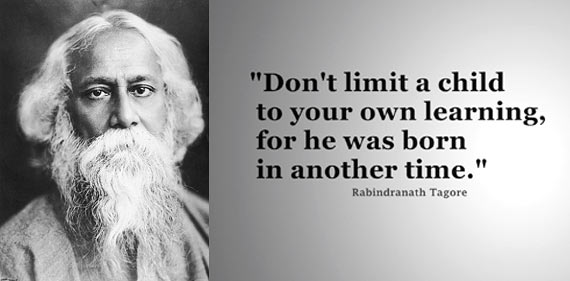 "Don't limit a child
to your own learning,
for he was born
in another time."
Rabindranath Tagore